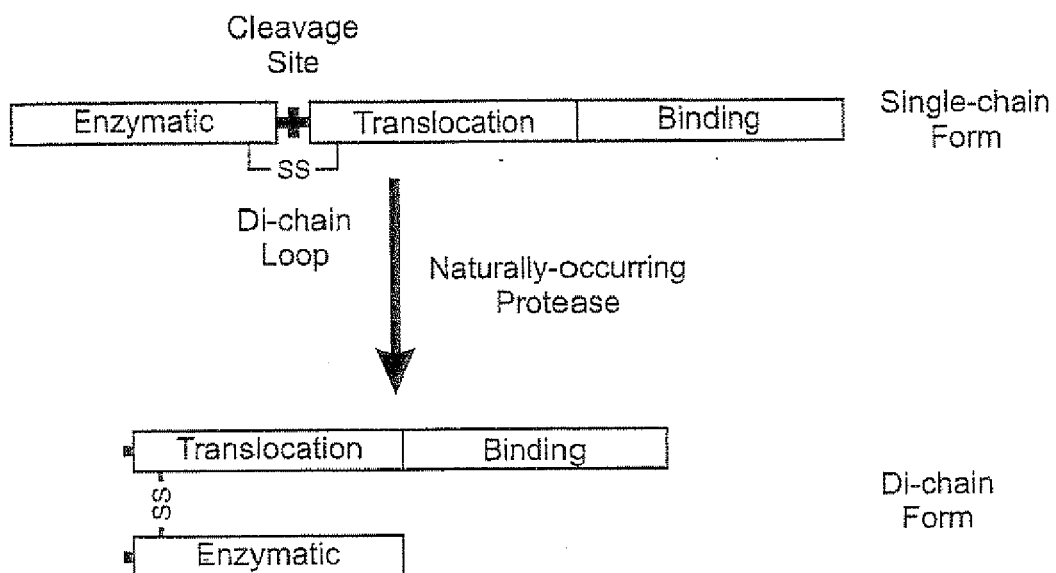 Cleavage
Site
Enzymatic
Translocation
Binding
Single-chain
Form
SS
Di-chain
Loop
Naturally-occurring
Protease
Translocation
Binding
SS
Di-chain
Form
Enzymatic